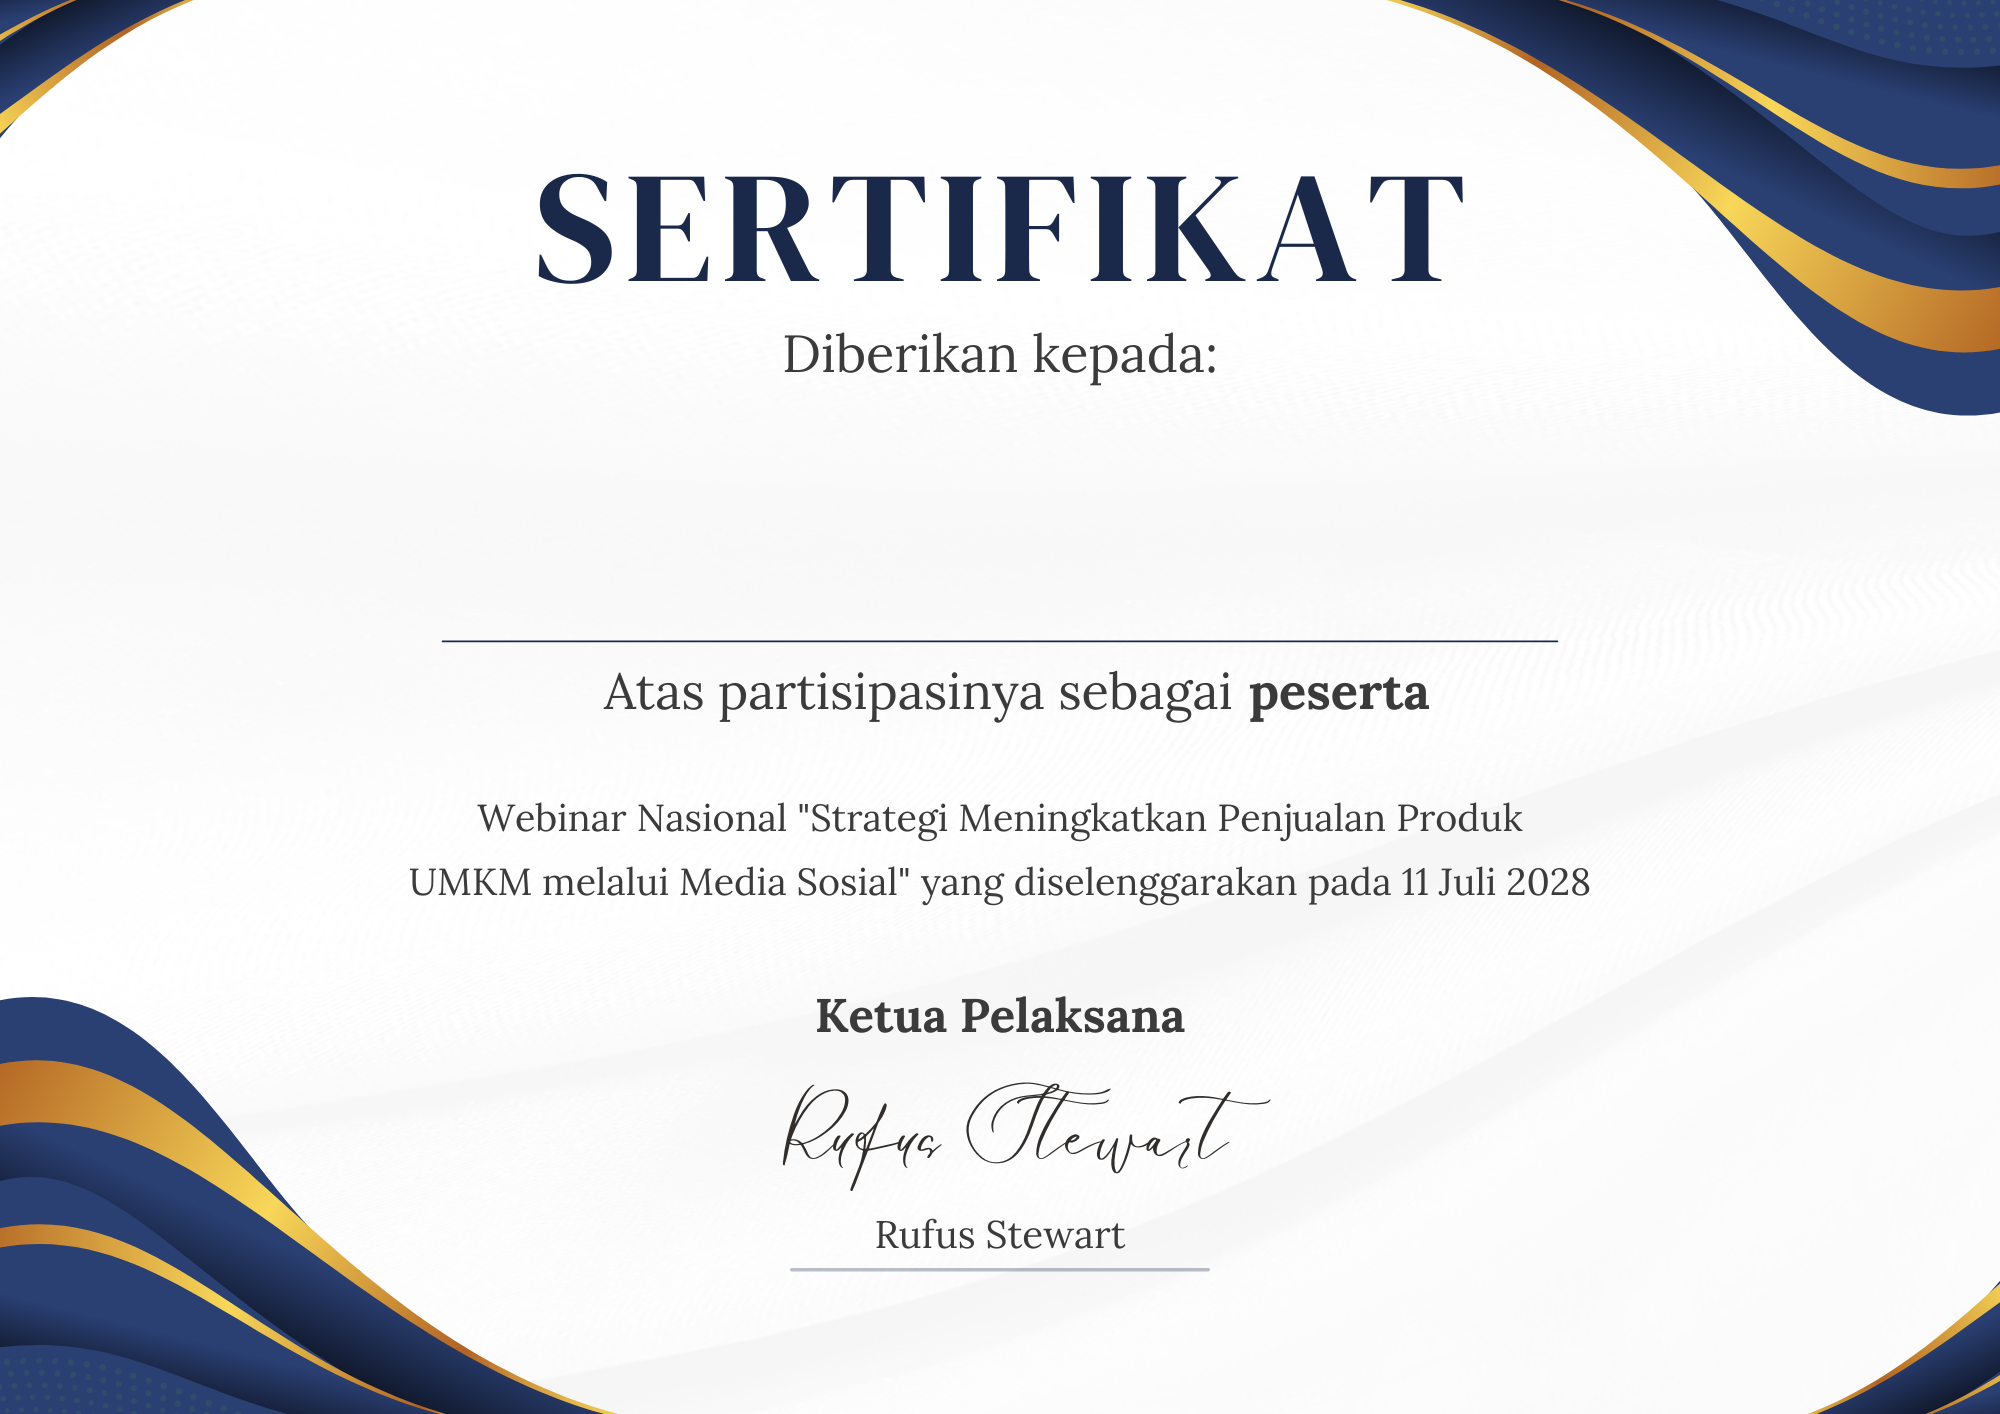 SERTIFIKAT
Diberikan kepada:
Atas partisipasinya sebagai peserta
Webinar Nasional "Strategi Meningkatkan Penjualan Produk
UMKM melalui Media Sosial" yang diselenggarakan pada 11 Juli 2028
Ketua Pelaksana
Rufus Stewart
Rufus Stewart